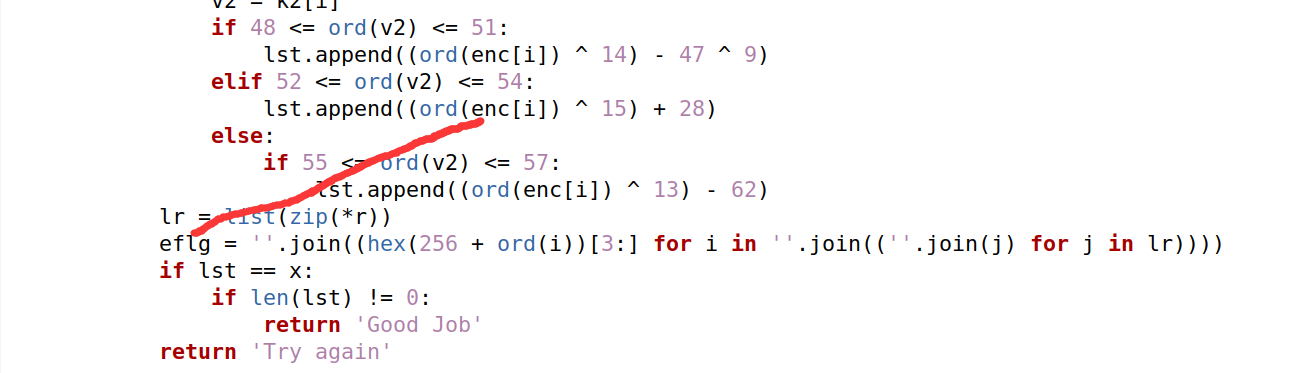 v2 = k2[i]
if 48 <= ord(v2) <= 51:
lst.append((ord(enc[i]) ^ 14) - 47 ^ 9)
elif 52 <= ord(v2) <= 54:
lst.append((ord(enc[i]) ^ 15) + 28)
else:
if 55 <= ord(v2) <= 57:
lst.append((ord(enc[i]) ^ 13) - 62)
lr = list(zip(*r))
eflg = ''.join((hex(256 + ord(i))[3:] for i in ''.join((''.join(j) for j in lr))))
if lst == x:
if len(lst) != 0:
return 'Good Job'
return 'Try again'